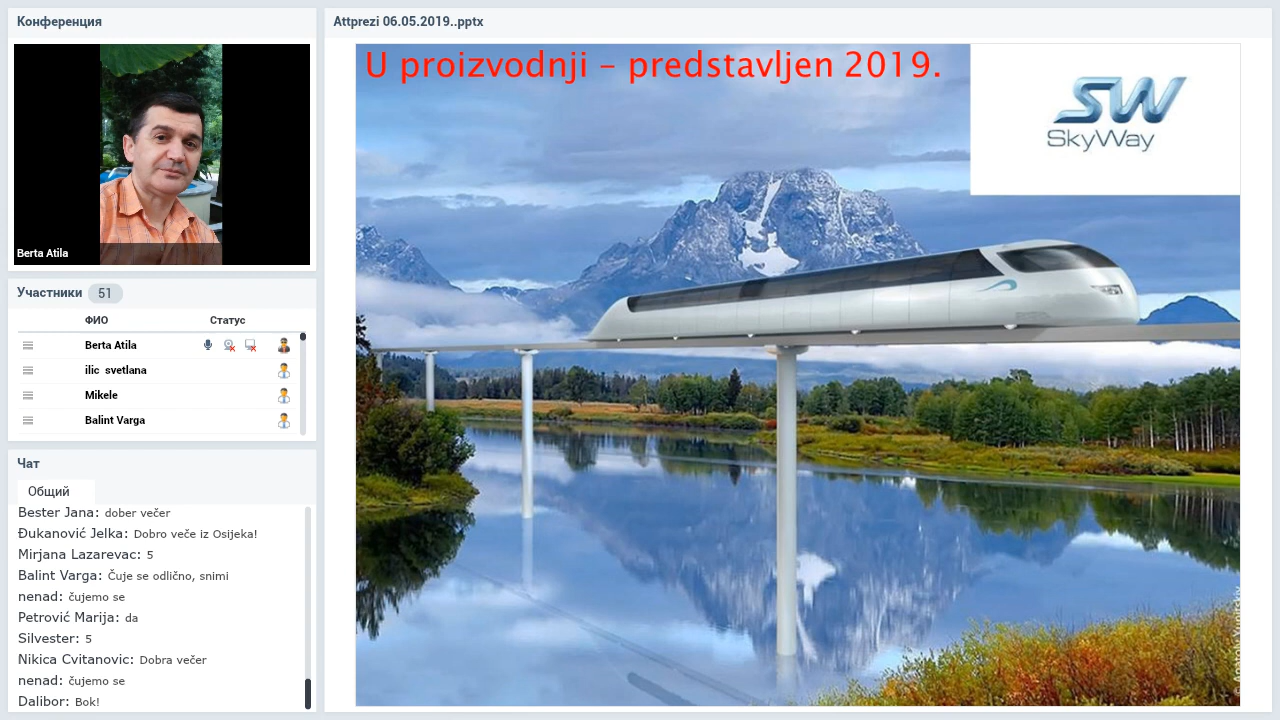 Конференция
Berta Atila
Участники 51
ФИО Статус
Berta Atila
ilic svetlana
Mikele
Balint Varga
Чат
Общий
Bester Jana: dober večer
Đukanović Jelka: Dobro veče iz Osijeka!
Mirjana Lazarevac: 5
Balint Varga: Čuje se odlično, snimi
nenad: čujemo se
Petrović Marija: da
Silvester: 5
Nikica Cvitanovic: Dobra večer
nenad: čujemo se
Dalibor: Bok!
Attprezi 06.05.2019..pptx
U proizvodnji – predstavljen 2019.
SW
SkyWay